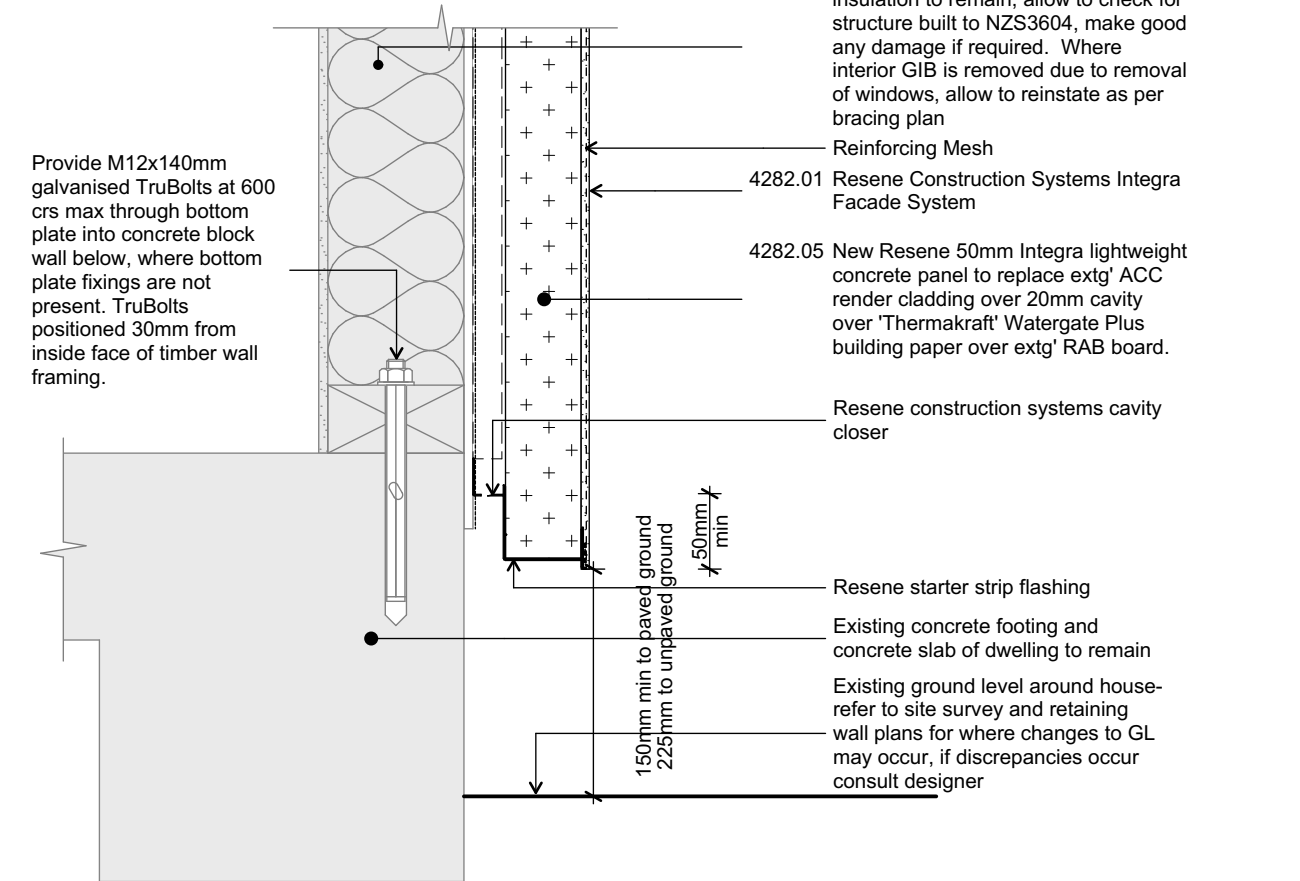 insulation to remain, allow to check for
structure built to NZS3604, make good
any damage if required.  Where
interior GIB is removed due to removal
of windows, allow to reinstate as per
bracing plan
Reinforcing Mesh
4282.01 Resene Construction Systems Integra
Facade System
4282.05 New Resene 50mm Integra lightweight
concrete panel to replace extg' ACC
render cladding over 20mm cavity
over 'Thermakraft' Watergate Plus
building paper over extg' RAB board.
Resene construction systems cavity
closer
Resene starter strip flashing
Existing concrete footing and
concrete slab of dwelling to remain
Existing ground level around house-
refer to site survey and retaining
wall plans for where changes to GL
may occur, if discrepancies occur
consult designer
Provide M12x140mm
galvanised TruBolts at 600
crs max through bottom
plate into concrete block
wall below, where bottom
plate fixings are not
present. TruBolts
positioned 30mm from
inside face of timber wall
framing.
150mm min to paved ground
225mm to unpaved ground
50mm
min